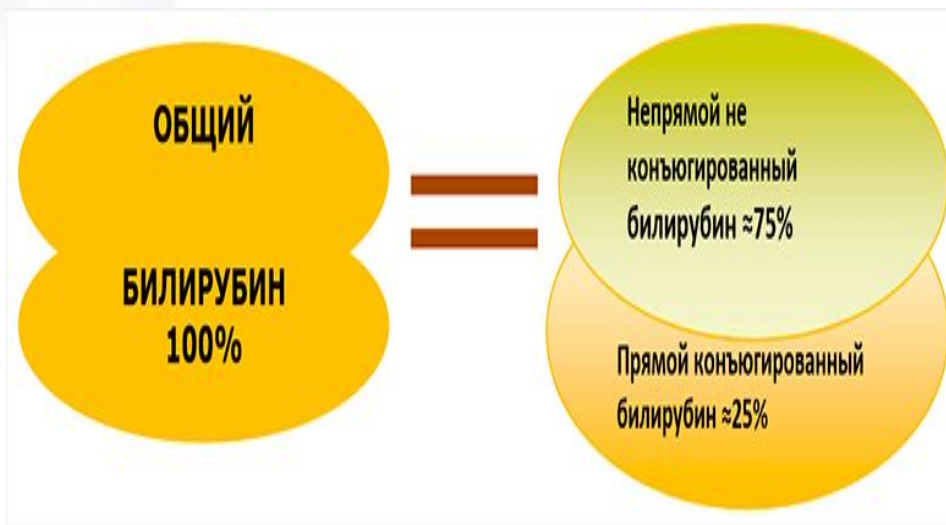 ОБЩИЙ
БИЛИРУБИН
100%
Непрямой не
конъюгированный
билирубин ≈75%
Прямой конъюгированный
билирубин ≈25%